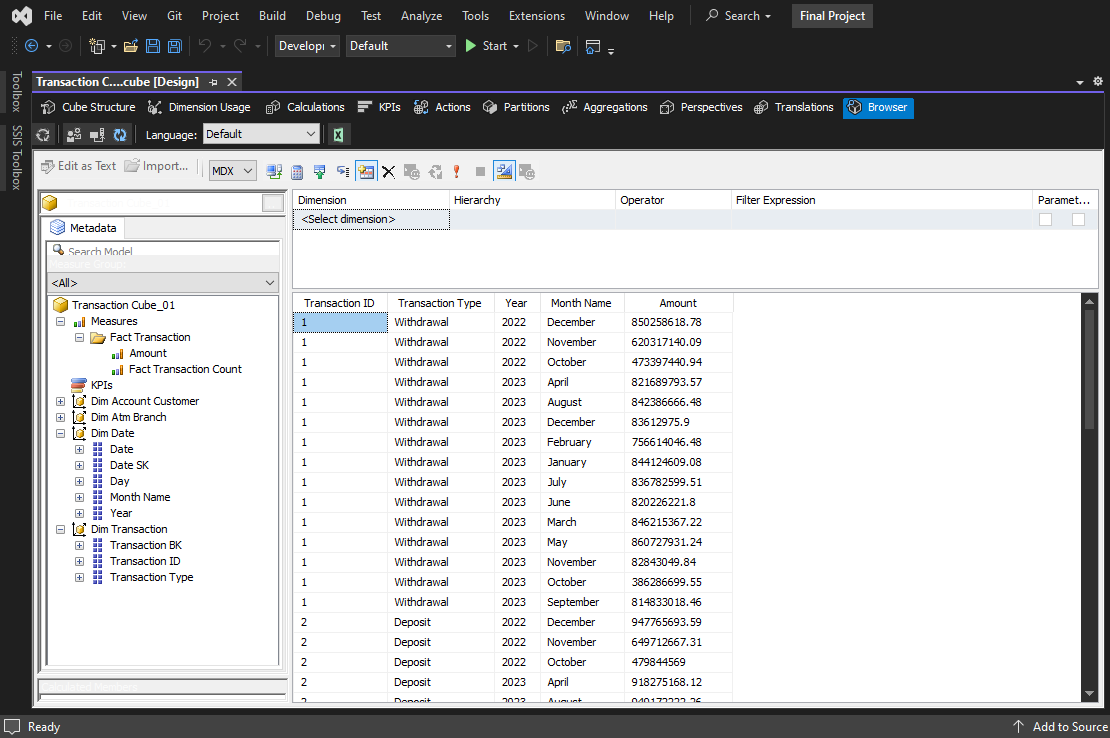 File Edit View Git Project Build Debug Test Analyze Tools Extensions Window Help Search Final Project
Develop Default Start
Toolbox
SSIS Toolbox
Transaction C....cube [Design]
Cube Structure Dimension Usage Calculations KPIs Actions Partitions Aggregations Perspectives Translations Browser
Language: Default
Edit as Text Import... MDX
Metadata
Search Model
<All>
Transaction Cube_01
Measures
Fact Transaction
Amount
Fact Transaction Count
KPIs
Dim Account Customer
Dim Atm Branch
Dim Date
Date
Date SK
Day
Month Name
Year
Dim Transaction
Transaction BK
Transaction ID
Transaction Type
Dimension Hierarchy Operator Filter Expression Paramet...
<Select dimension>
Transaction ID Transaction Type Year Month Name Amount
1 Withdrawal 2022 December 850258618.78
1 Withdrawal 2022 November 620317140.09
1 Withdrawal 2022 October 473397440.94
1 Withdrawal 2023 April 821689793.57
1 Withdrawal 2023 August 842386666.48
1 Withdrawal 2023 December 83612975.9
1 Withdrawal 2023 February 756614046.48
1 Withdrawal 2023 January 844124609.08
1 Withdrawal 2023 July 836782599.51
1 Withdrawal 2023 June 820226221.8
1 Withdrawal 2023 March 846215367.22
1 Withdrawal 2023 May 860727931.24
1 Withdrawal 2023 November 82843049.84
1 Withdrawal 2023 October 386286699.55
1 Withdrawal 2023 September 814833018.46
2 Deposit 2022 December 947765693.59
2 Deposit 2022 November 649712667.31
2 Deposit 2022 October 479844569
2 Deposit 2023 April 918275168.12
2 Deposit 2023 August
Ready Add to Source